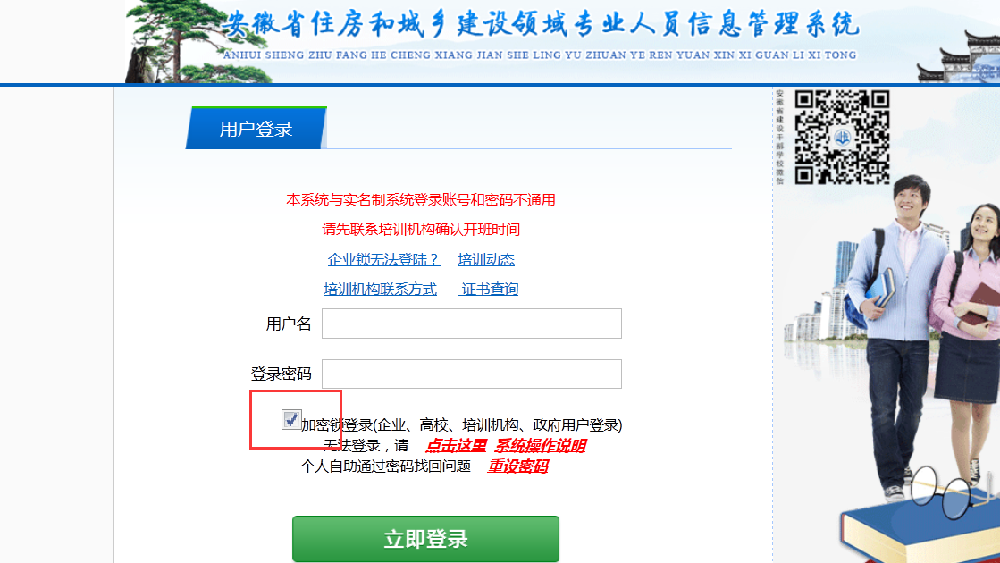 安徽省住房和城乡建设领域专业人员信息管理系统
ANHUI SHENG ZHU FANG HE CHENG XIANG JIAN SHE LING YU ZHUAN YE REN YUAN XIN XI GUAN LI XI TONG
安徽省建设干部学校微信
用户登录
本系统与实名制系统登录账号和密码不通用
请先联系培训机构确认开班时间
企业锁无法登陆？ 培训动态
培训机构联系方式 证书查询
用户名
登录密码
加密锁登录(企业、高校、培训机构、政府用户登录)
无法登录，请 点击这里 系统操作说明
个人自助通过密码找回问题 重设密码
立即登录